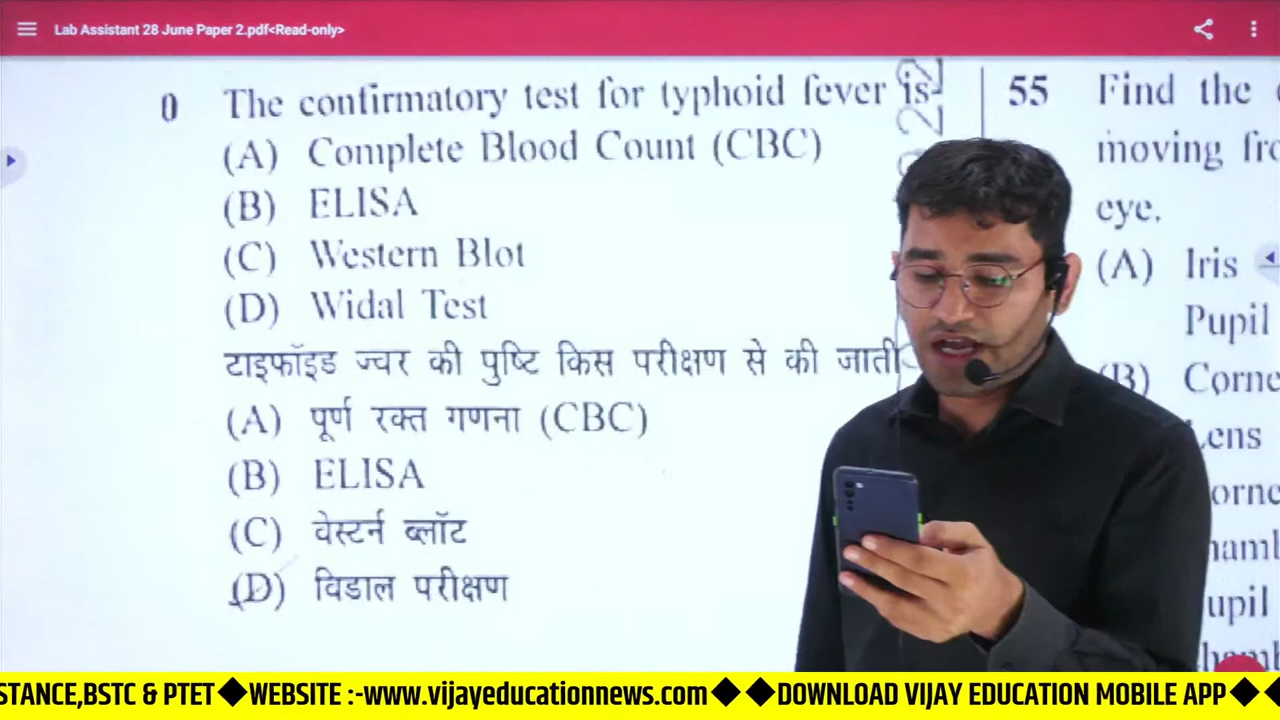 Lab Assistant 28 June Paper 2.pdf<Read-only>
0 The confirmatory test for typhoid fever is
(A) Complete Blood Count (CBC)
(B) ELISA
(C) Western Blot
(D) Widal Test
टाइफॉइड ज्वर की पुष्टि किस परीक्षण से की जाती
(A) पूर्ण रक्त गणना (CBC)
(B) ELISA
(C) वेस्टर्न ब्लॉट
(D) विडाल परीक्षण
55 Find the
moving
eye.
(A) Iris
Pupil
(B)
STANCE,BSTC & PTET◆WEBSITE :-www.vijayeducationnews.com◆◆DOWNLOAD VIJAY EDUCATION MOBILE APP◆